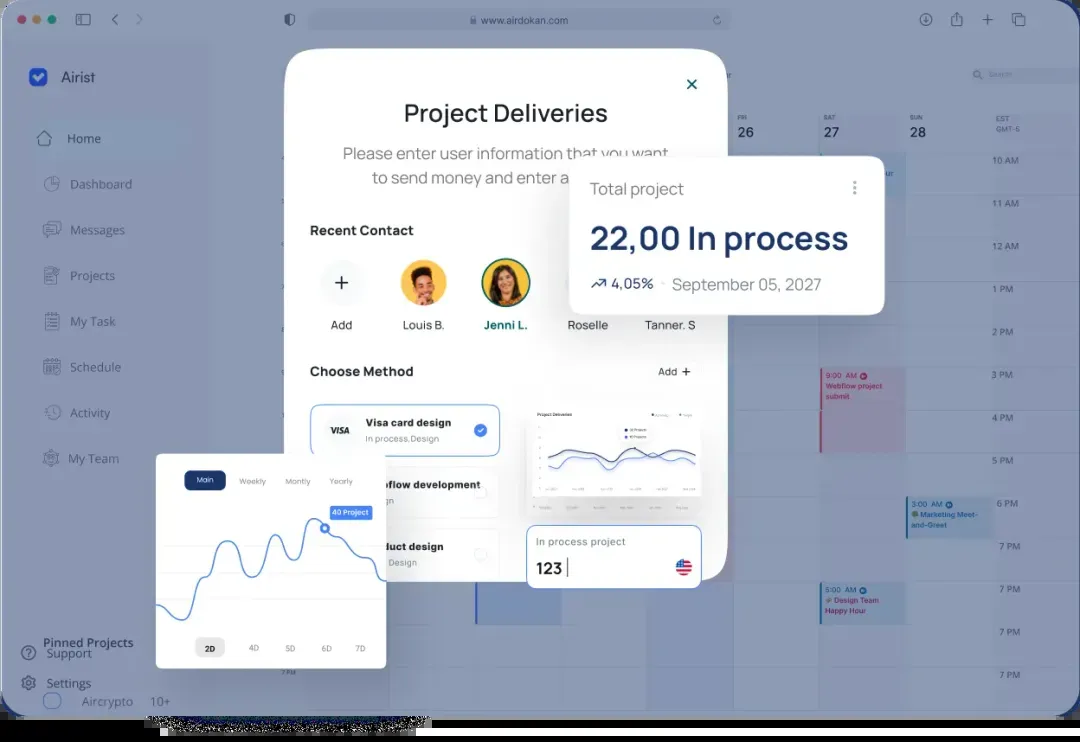 www.airdokan.com
Airist
Home
Dashboard
Messages
Projects
My Task
Schedule
Activity
My Team
Pinned Projects
Support
Settings
Aircrypto 10+
Project Deliveries
Please enter user information that you want
to send money and enter a
Recent Contact
Add
Louis B.
Jenni L.
Roselle
Tanner. S
Choose Method
Add +
VISA
Visa card design
In process,Design
flow development
duct design
Design
Project Deliveries
In process project
123
Total project
22,00 In process
4,05% September 05, 2027
Main Weekly Montly Yearly
40 Project
2D 4D 5D 6D 7D
7 PM
Search
FRI
26
SAT
27
SUN
28
EST
GMT-5
10 AM
11 AM
12 AM
1 PM
2 PM
3 PM
4 PM
5 PM
6 PM
7 PM
7 PM
7 PM
7 PM
9:00 AM
Webflow project
submit
3:00 AM
Marketing Meet-
and-Greet
5:00 AM
Design Team
Happy Hour